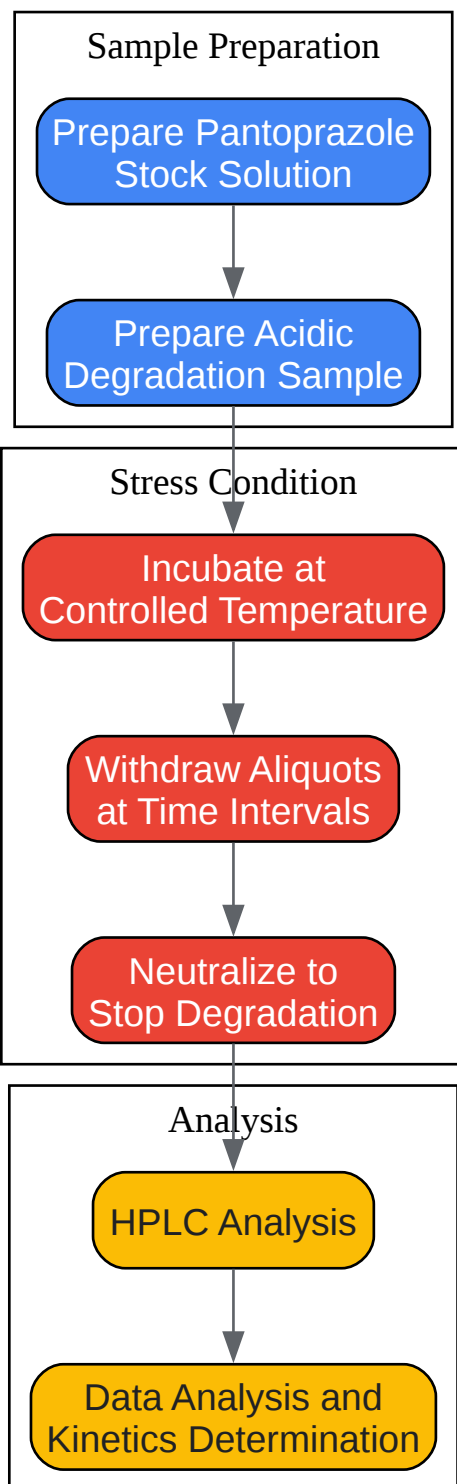 Sample Preparation
Prepare Pantoprazole
Stock Solution
Prepare Acidic
Degradation Sample
Stress Condition
Incubate at
Controlled Temperature
Withdraw Aliquots
at Time Intervals
Neutralize to
Stop Degradation
Analysis
HPLC Analysis
Data Analysis and
Kinetics Determination